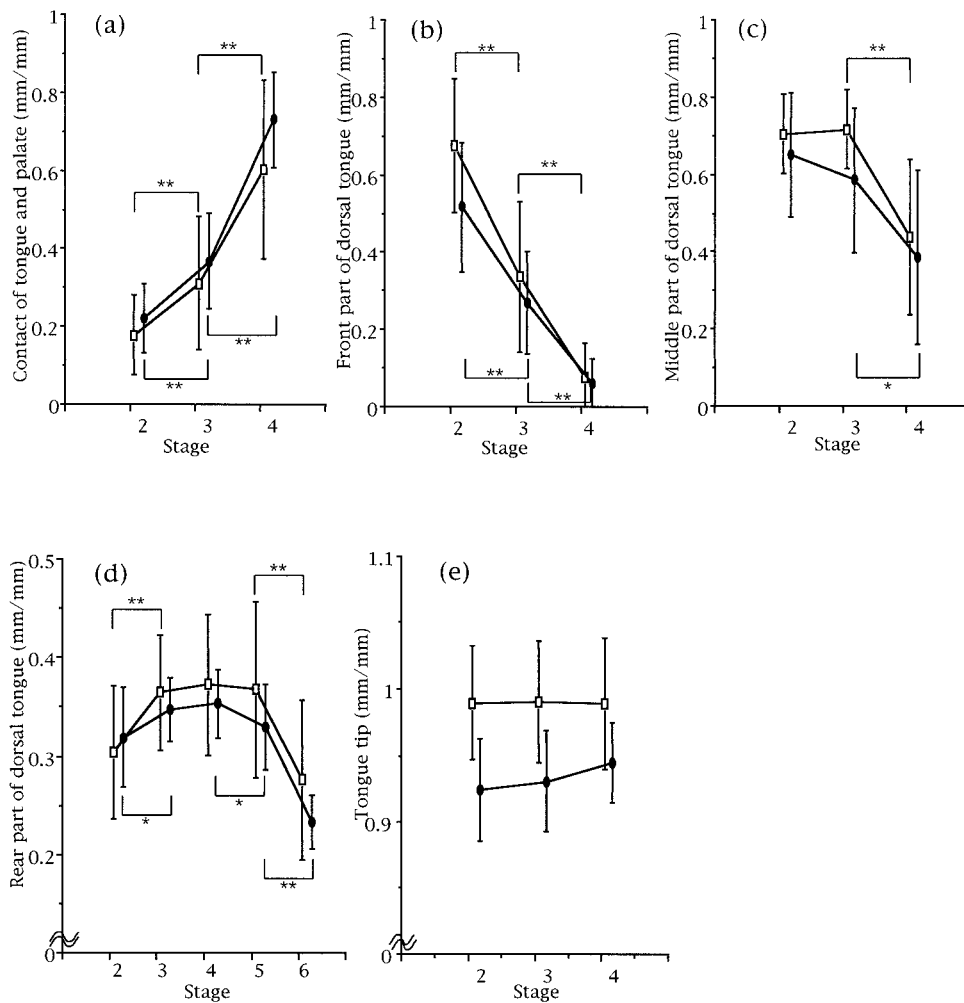 (a)
Contact of tongue and palate (mm/mm)
1
0.8
0.6
0.4
0.2
0
**
**
**
**
2 3 4
Stage
(b)
Front part of dorsal tongue (mm/mm)
1
0.8
0.6
0.4
0.2
0
**
**
**
**
2 3 4
Stage
(c)
Middle part of dorsal tongue (mm/mm)
1
0.8
0.6
0.4
0.2
0
**
*
2 3 4
Stage
(d)
Rear part of dorsal tongue (mm/mm)
0.5
0.4
0.3
0.2
0
**
**
*
*
**
2 3 4 5 6
Stage
(e)
Tongue tip (mm/mm)
1.1
1
0.9
0
2 3 4
Stage